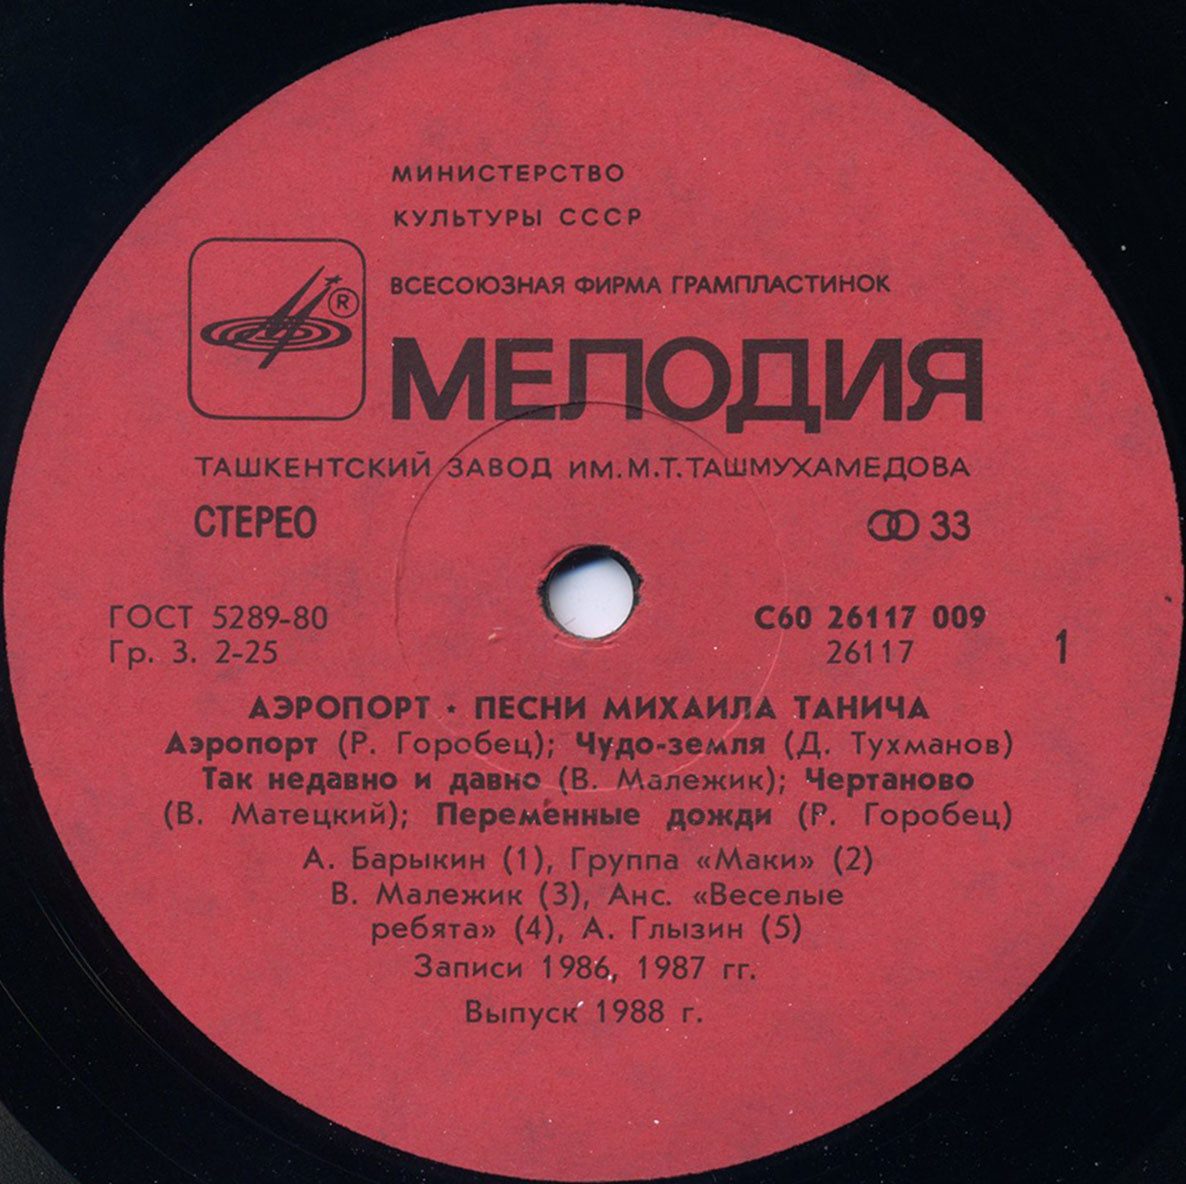 МИНИСТЕРСТВО
КУЛЬТУРЫ СССР
ВСЕСОЮЗНАЯ ФИРМА ГРАМПЛАСТИНОК
®
МЕЛОДИЯ
ТАШКЕНТСКИЙ ЗАВОД ИМ.М.Т.ТАШМУХАМЕДОВА
СТЕРЕО 33
ГОСТ 5289-80 С60 26117 009
Гр. 3. 2-25 26117 1
АЭРОПОРТ • ПЕСНИ МИХАИЛА ТАНИЧА
Аэропорт (Р. Горобец); Чудо-земля (Д. Тухманов)
Так недавно и давно (В. Малежик); Чертаново
(В. Матецкий); Переменные дожди (Р. Горобец)
А. Барыкин (1), Группа «Маки» (2)
В. Малежик (3), Анс. «Веселые
ребята» (4), А. Глызин (5)
Записи 1986, 1987 гг.
Выпуск 1988 г.